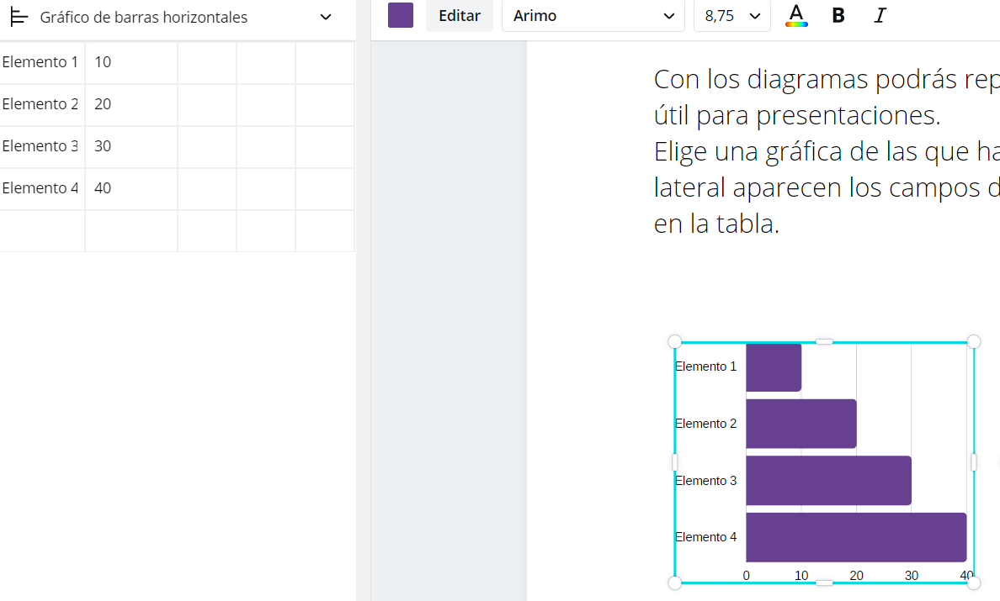 Gráfico de barras horizontales
Editar
Arimo
8,75
A
B
I
Elemento 1 10
Elemento 2 20
Elemento 3 30
Elemento 4 40
Con los diagramas podrás rep
útil para presentaciones.
Elige una gráfica de las que ha
lateral aparecen los campos d
en la tabla.
Elemento 1
Elemento 2
Elemento 3
Elemento 4
0 10 20 30 40